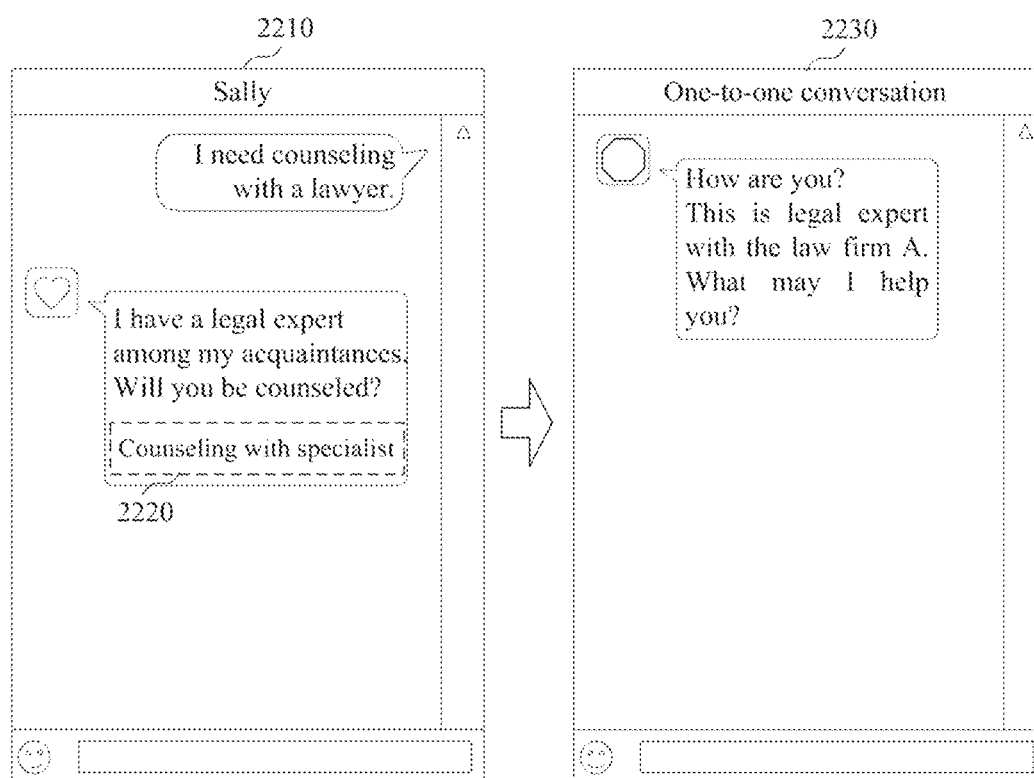 2210
Sally
I need counseling
with a lawyer.
I have a legal expert
among my acquaintances.
Will you be counseled?
Counseling with specialist
2220
2230
One-to-one conversation
How are you?
This is legal expert
with the law firm A.
What may I help
you?